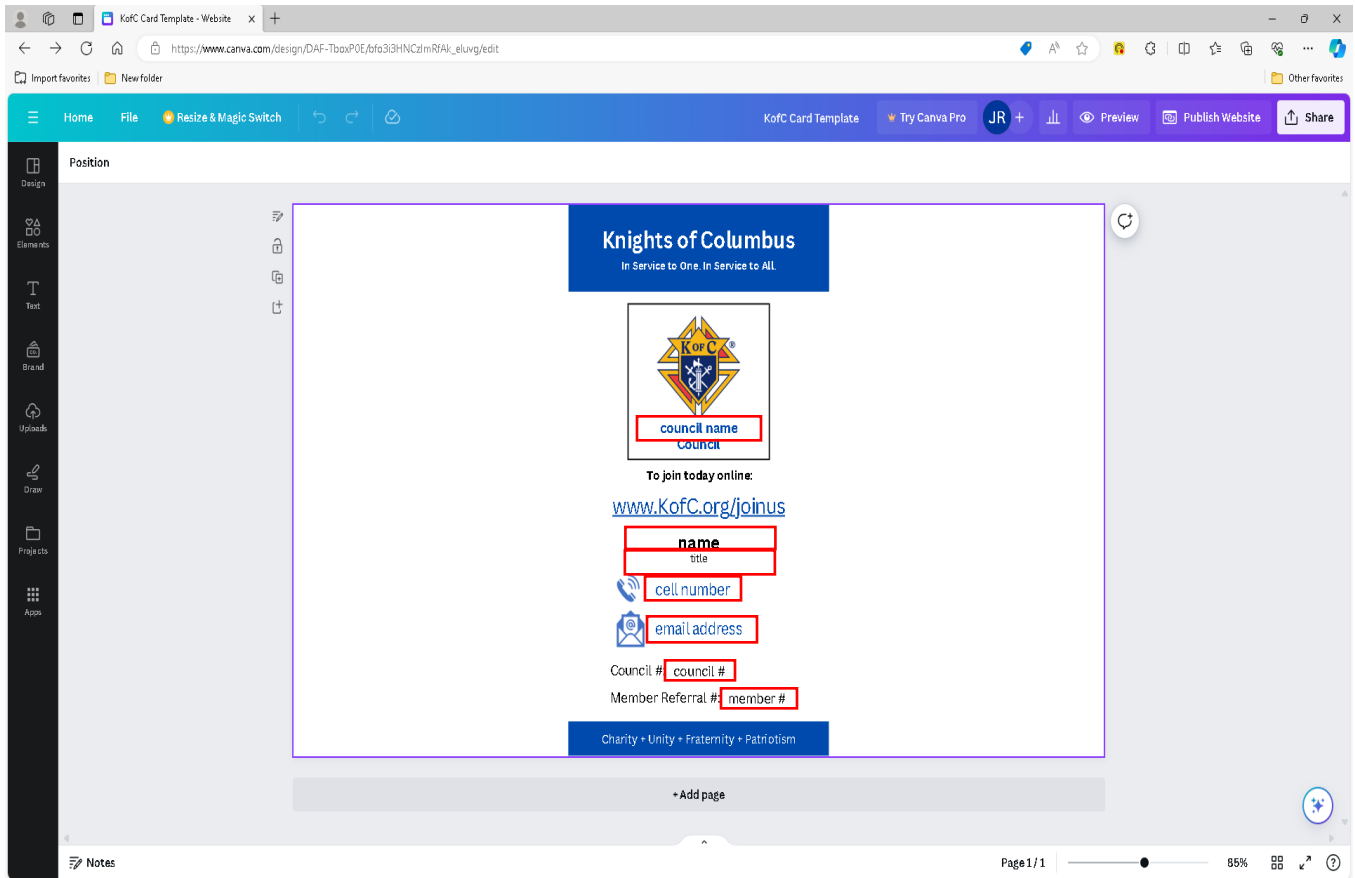 KofC Card Template - Website
https://www.canva.com/design/DAF-TboxP0E/bfo3i3HNCzlmRfAk_eluvg/edit
Import favorites New folder Other favorites
Home File Resize & Magic Switch KofC Card Template Try Canva Pro JR + Preview Publish Website Share
Position
Design
Elements
Text
Brand
Uploads
Draw
Projects
Apps
Knights of Columbus
In Service to One. In Service to All.
K OF C ®
council name
Council
To join today online:
www.KofC.org/joinus
name
title
cell number
email address
Council #: council #
Member Referral #: member #
Charity + Unity + Fraternity + Patriotism
+ Add page
Notes Page 1 / 1 85%